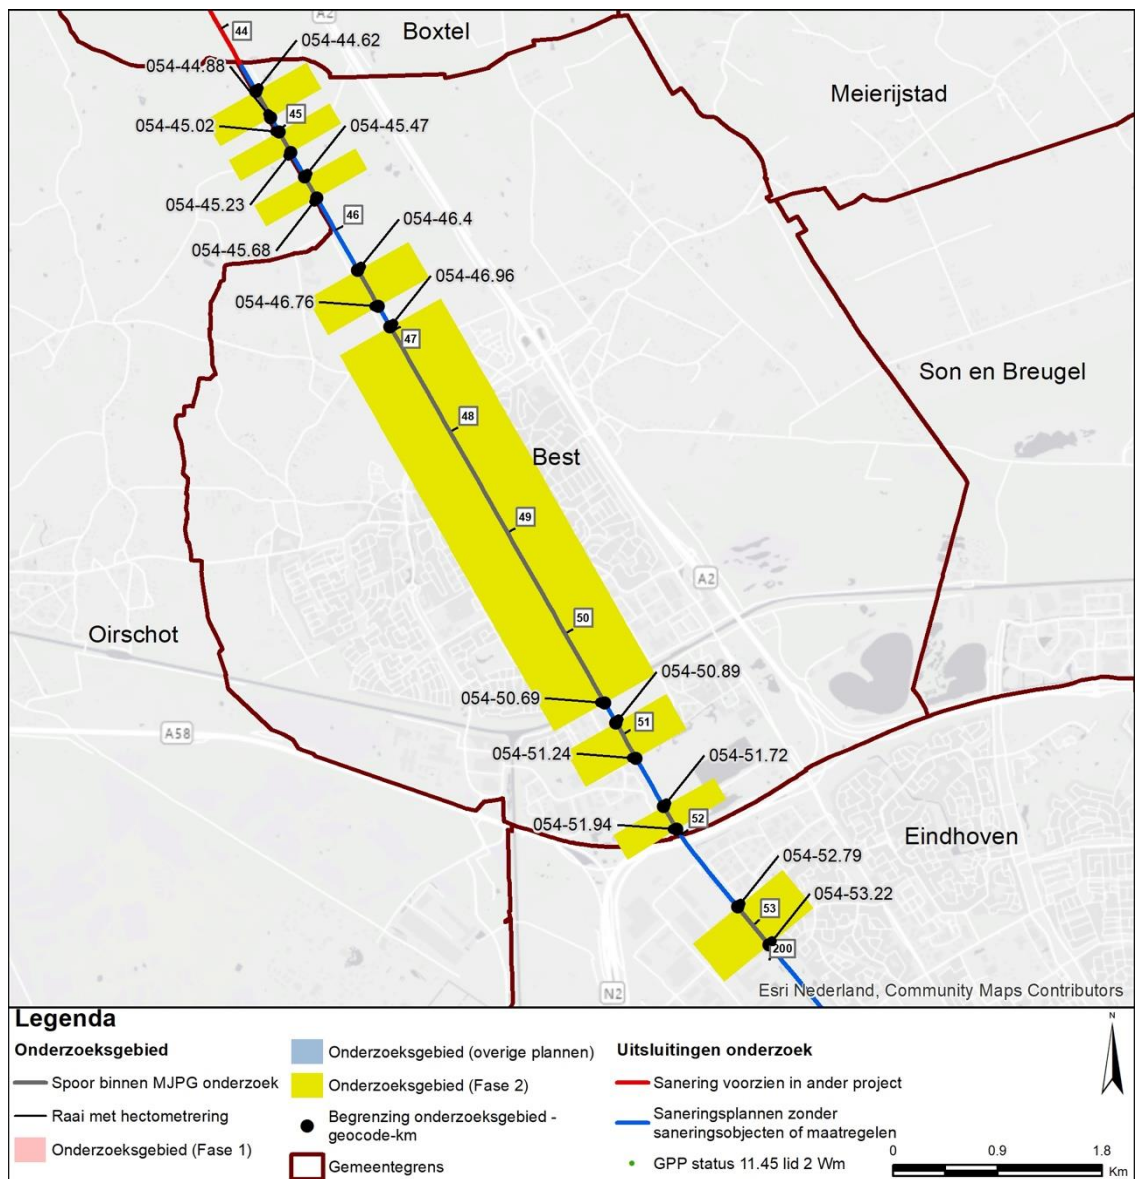 A2
44
Boxtel
054-44.62
054-44.88
Meierijstad
45
054-45.02
054-45.47
054-45.23
46
054-46.4
054-45.68
054-46.96
054-46.76
47
Son en Breugel
48
Best
49
A2
50
Oirschot
054-50.89
054-50.69
51
A58
054-51.24
054-51.72
52
054-51.94
Eindhoven
054-52.79
054-53.22
53
200
N2
Esri Nederland, Community Maps Contributors
Legenda
Onderzoeksgebied
Spoor binnen MJPG onderzoek
Raai met hectometrering
Onderzoeksgebied (Fase 1)
Onderzoeksgebied (overige plannen)
Onderzoeksgebied (Fase 2)
Begrenzing onderzoeksgebied -
geocode-km
Gemeentegrens
Uitsluitingen onderzoek
Sanering voorzien in ander project
Saneringsplannen zonder
saneringsobjecten of maatregelen
GPP status 11.45 lid 2 Wm
N
0 0.9 1.8
Km